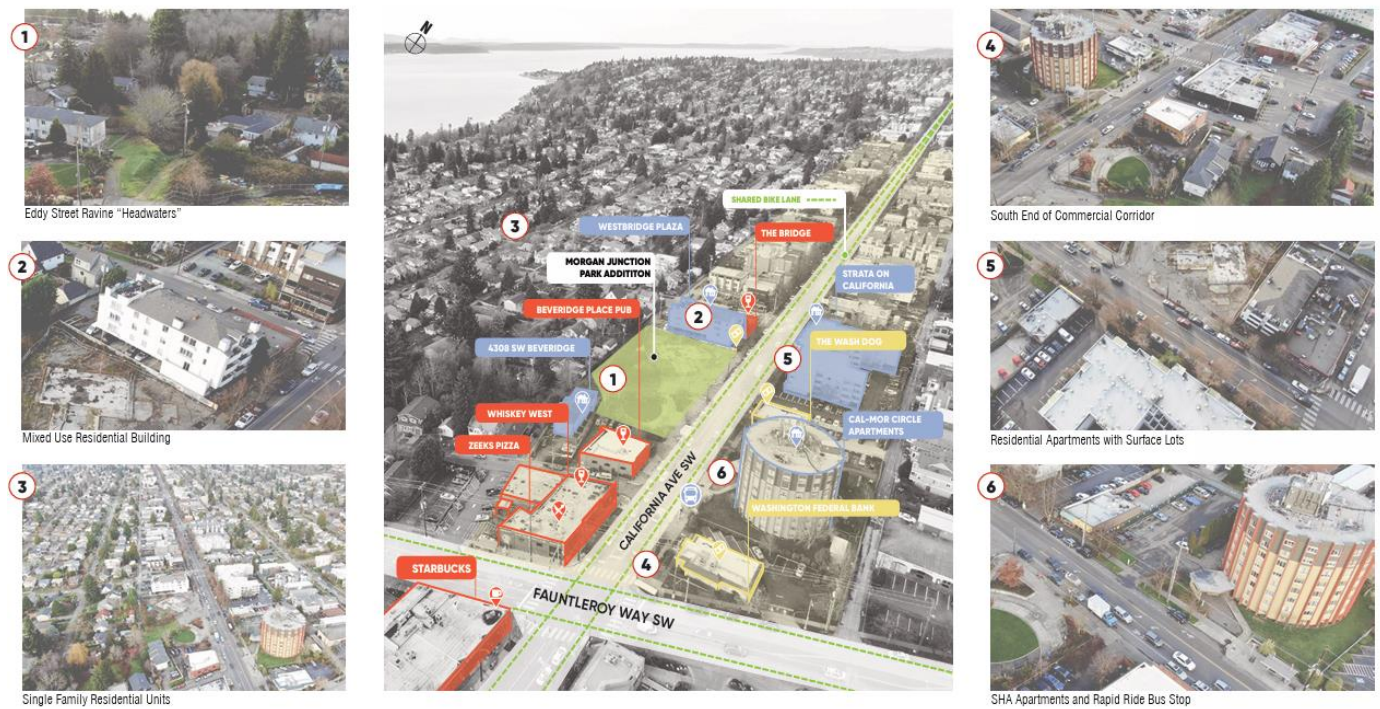 1
Eddy Street Ravine “Headwaters”
2
Mixed Use Residential Building
3
Single Family Residential Units
N
SHARED BIKE LANE
3
WESTBRIDGE PLAZA
THE BRIDGE
MORGAN JUNCTION
PARK ADDITITON
STRATA ON
CALIFORNIA
BEVERIDGE PLACE PUB
2
4308 SW BEVERIDGE
THE WASH DOG
5
1
WHISKEY WEST
CAL-MOR CIRCLE
APARTMENTS
ZEEKS PIZZA
CALIFORNIA AVE SW
6
WASHINGTON FEDERAL BANK
4
STARBUCKS
FAUNTLEROY WAY SW
4
South End of Commercial Corridor
5
Residential Apartments with Surface Lots
6
SHA Apartments and Rapid Ride Bus Stop